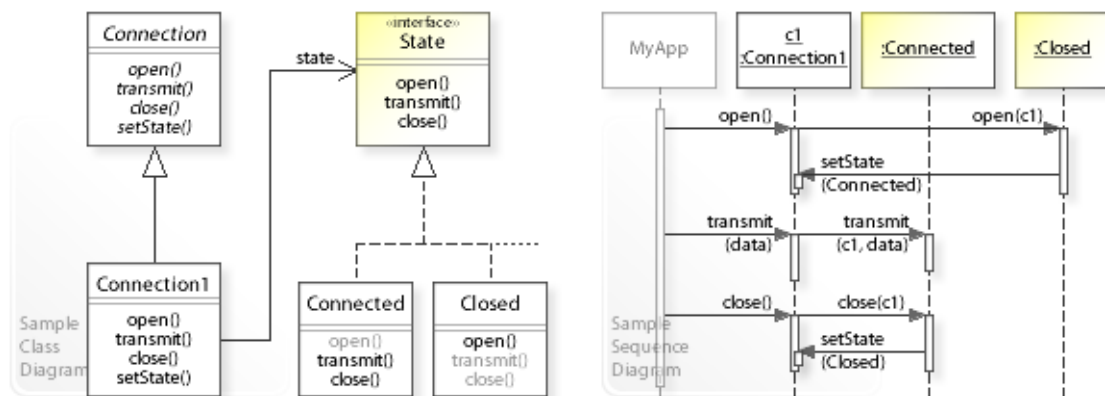 Connection
open()
transmit()
close()
setState()
state
«interface»
State
open()
transmit()
close()
Connection1
open()
transmit()
close()
setState()
Connected
open()
transmit()
close()
Closed
open()
transmit()
close()
Sample
Class
Diagram
MyApp
c1
:Connection1
:Connected
:Closed
open()
open(c1)
setState
(Connected)
transmit
(data)
transmit
(c1, data)
close()
close(c1)
setState
(Closed)
Sample
Sequence
Diagram